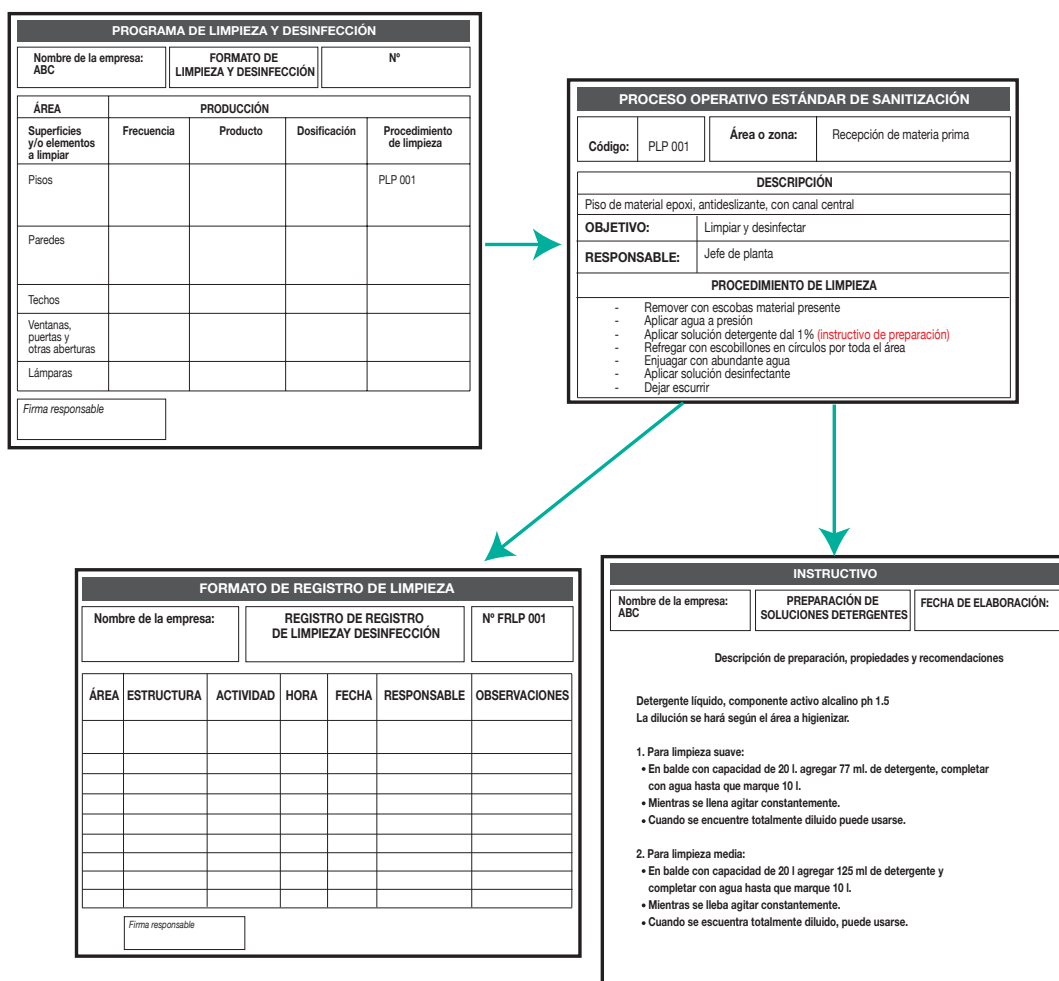 PROGRAMA DE LIMPIEZA Y DESINFECCIÓN
Nombre de la empresa:
ABC
FORMATO DE
LIMPIEZA Y DESINFECCIÓN
Nº
ÁREA
PRODUCCIÓN
Superficies
y/o elementos
a limpiar
Frecuencia
Producto
Dosificación
Procedimiento
de limpieza
Pisos
PLP 001
Paredes
Techos
Ventanas,
puertas y
otras aberturas
Lámparas
Firma responsable
PROCESO OPERATIVO ESTÁNDAR DE SANITIZACIÓN
Código:
PLP 001
Área o zona:
Recepción de materia prima
DESCRIPCIÓN
Piso de material epoxi, antideslizante, con canal central
OBJETIVO:
Limpiar y desinfectar
RESPONSABLE:
Jefe de planta
PROCEDIMIENTO DE LIMPIEZA
- Remover con escobas material presente
- Aplicar agua a presión
- Aplicar solución detergente dal 1% (instructivo de preparación)
- Refregar con escobillones en círculos por toda el área
- Enjuagar con abundante agua
- Aplicar solución desinfectante
- Dejar escurrir
FORMATO DE REGISTRO DE LIMPIEZA
Nombre de la empresa:
REGISTRO DE REGISTRO
DE LIMPIEZAY DESINFECCIÓN
Nº FRLP 001
ÁREA
ESTRUCTURA
ACTIVIDAD
HORA
FECHA
RESPONSABLE
OBSERVACIONES
Firma responsable
INSTRUCTIVO
Nombre de la empresa:
ABC
PREPARACIÓN DE
SOLUCIONES DETERGENTES
FECHA DE ELABORACIÓN:
Descripción de preparación, propiedades y recomendaciones
Detergente líquido, componente activo alcalino ph 1.5
La dilución se hará según el área a higienizar.
1. Para limpieza suave:
• En balde con capacidad de 20 l. agregar 77 ml. de detergente, completar
con agua hasta que marque 10 l.
• Mientras se llena agitar constantemente.
• Cuando se encuentre totalmente diluido puede usarse.
2. Para limpieza media:
• En balde con capacidad de 20 l agregar 125 ml de detergente y
completar con agua hasta que marque 10 l.
• Mientras se lleba agitar constantemente.
• Cuando se escuentra totalmente diluido, puede usarse.